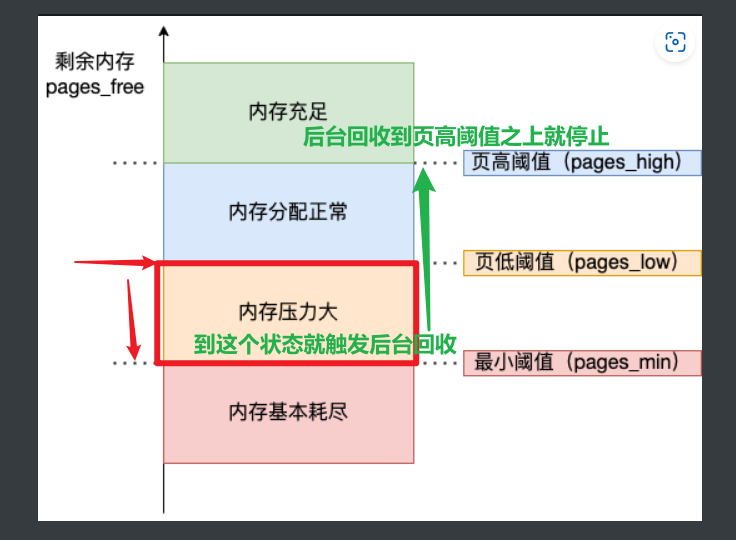 剩余内存
pages_free
内存充足
后台回收到页高阈值之上就停止
页高阈值（pages_high）
内存分配正常
页低阈值（pages_low）
内存压力大
到这个状态就触发后台回收
最小阈值（pages_min）
内存基本耗尽